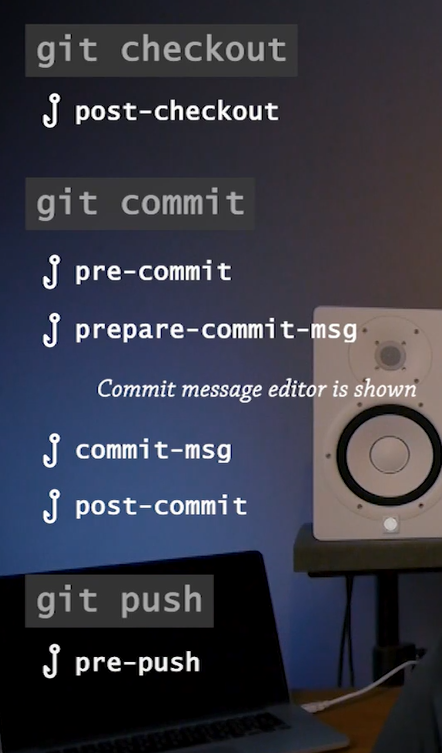 git checkout
post-checkout
git commit
pre-commit
prepare-commit-msg
Commit message editor is shown
commit-msg
post-commit
git push
pre-push